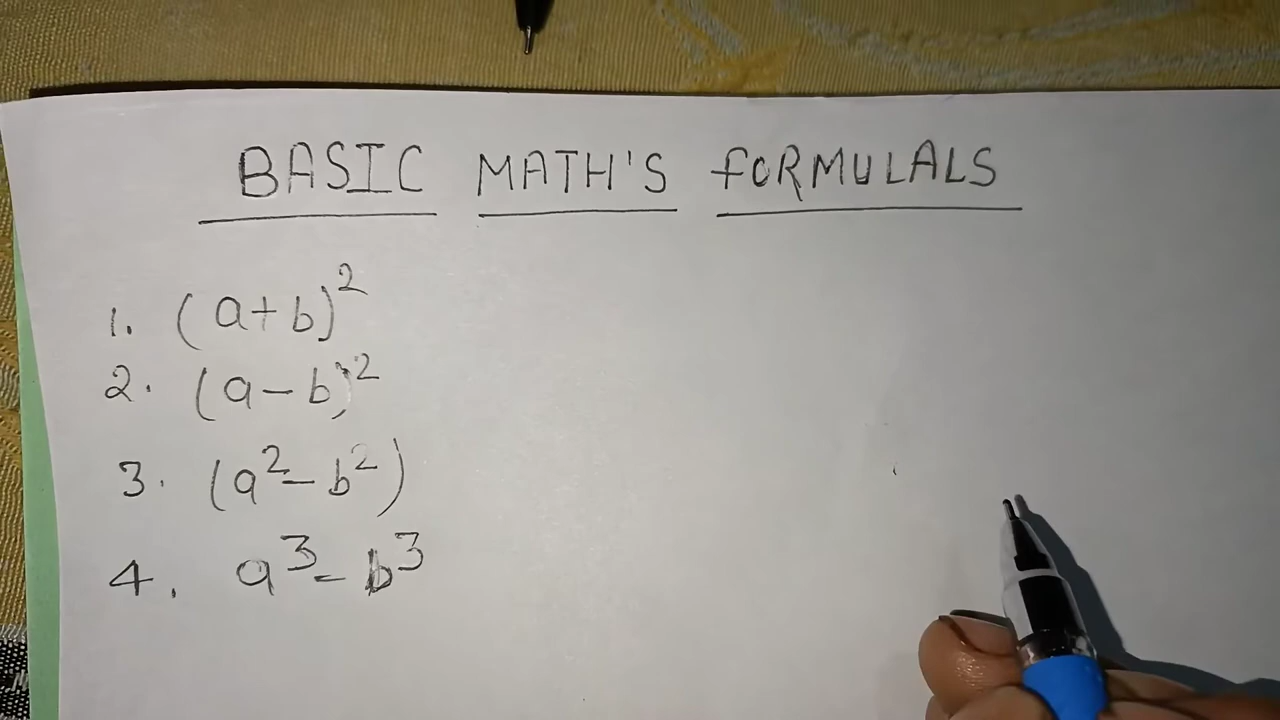 BASIC MATH'S FORMULALS
1. (a+b)²
2. (a-b)²
3. (a²-b²)
4. a³-b³